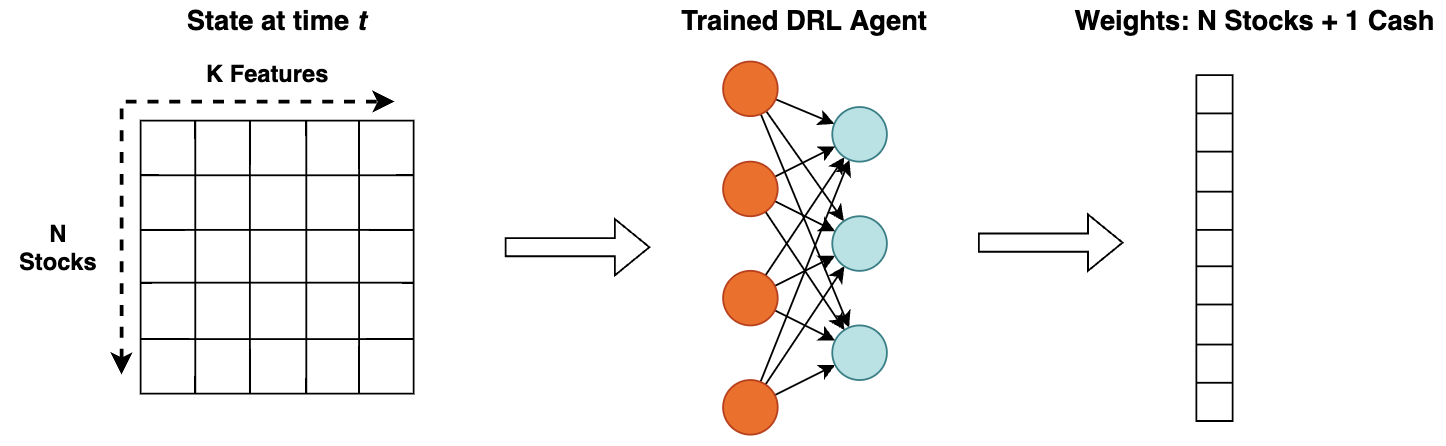 State at time t
Trained DRL Agent
Weights: N Stocks + 1 Cash
K Features
N
Stocks